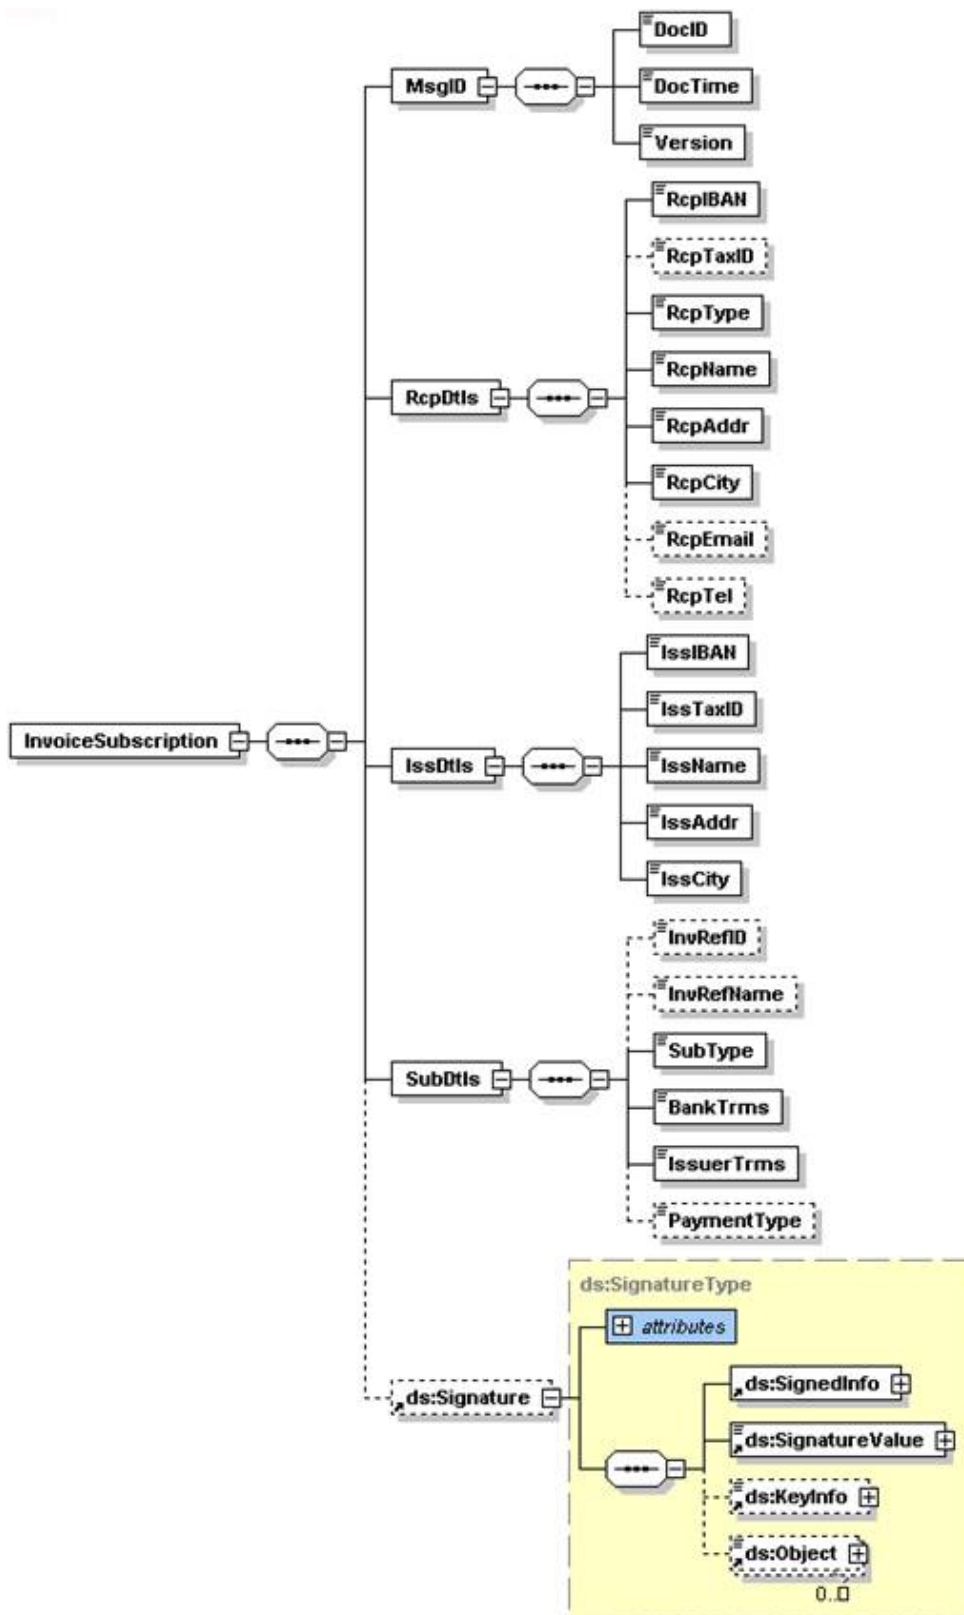 DocID
MsgID
DocTime
Version
RcpIBAN
RcpTaxID
RcpType
RcpName
RcpDtls
RcpAddr
RcpCity
RcpEmail
RcpTel
IssIBAN
IssTaxID
InvoiceSubscription
IssDtls
IssName
IssAddr
IssCity
InvRefID
InvRefName
SubType
SubDtls
BankTrms
IssuerTrms
PaymentType
ds:SignatureType
attributes
ds:Signature
ds:SignedInfo
ds:SignatureValue
ds:KeyInfo
ds:Object
0..